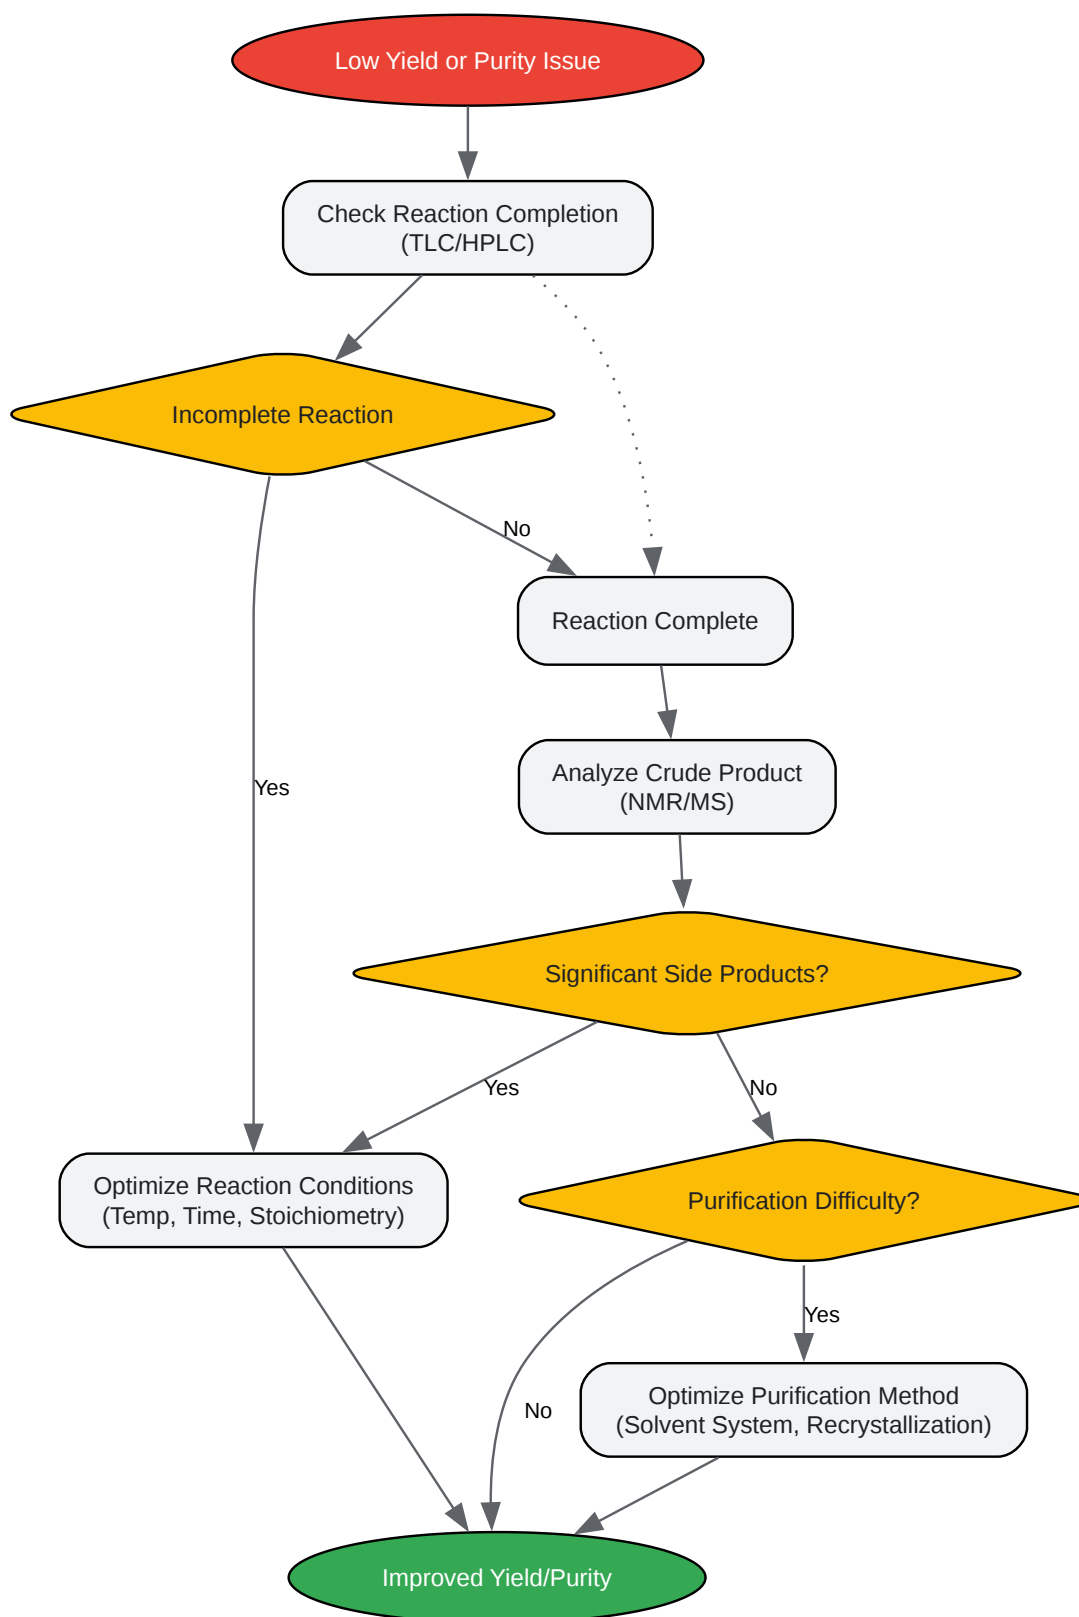 Low Yield or Purity Issue
Check Reaction Completion
(TLC/HPLC)
Incomplete Reaction
No
Reaction Complete
Yes
Analyze Crude Product
(NMR/MS)
Significant Side Products?
Yes
No
Optimize Reaction Conditions
(Temp, Time, Stoichiometry)
Purification Difficulty?
Yes
No
Optimize Purification Method
(Solvent System, Recrystallization)
Improved Yield/Purity